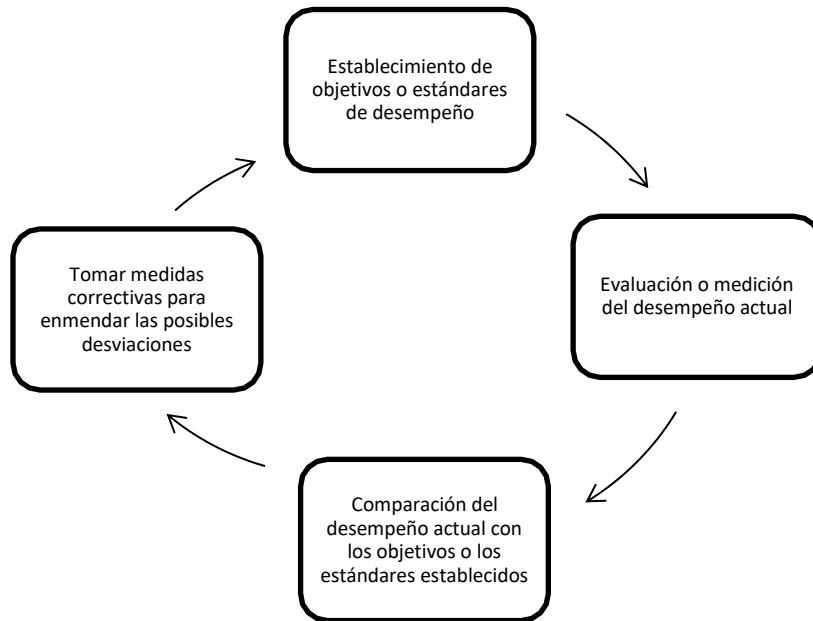 Establecimiento de
objetivos o estándares
de desempeño
Evaluación o medición
del desempeño actual
Comparación del
desempeño actual con
los objetivos o los
estándares establecidos
Tomar medidas
correctivas para
enmendar las posibles
desviaciones